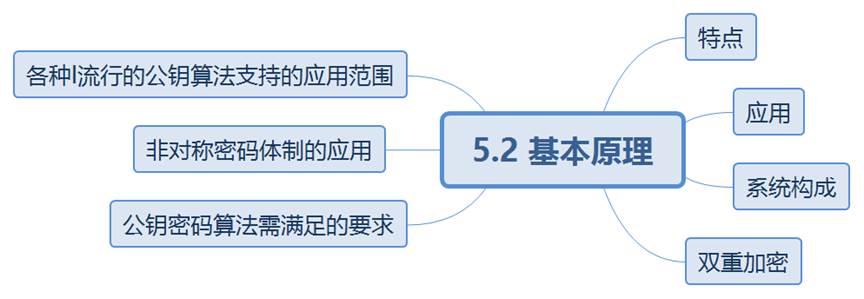 特点
各种l流行的公钥算法支持的应用范围
应用
非对称密码体制的应用
5.2 基本原理
系统构成
公钥密码算法需满足的要求
双重加密